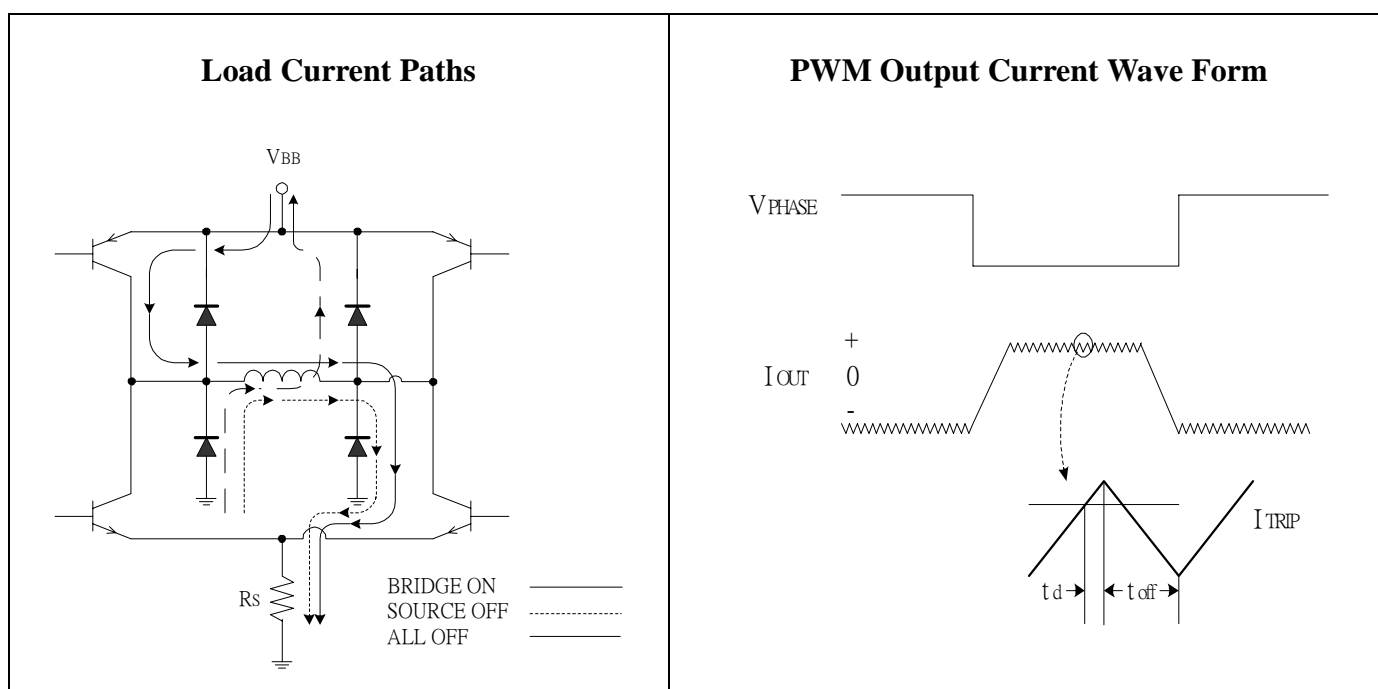 Load Current Paths
VBB
RS
BRIDGE ON
SOURCE OFF
ALL OFF
PWM Output Current Wave Form
VPHASE
+
IOUT 0
-
ITRIP
td
toff